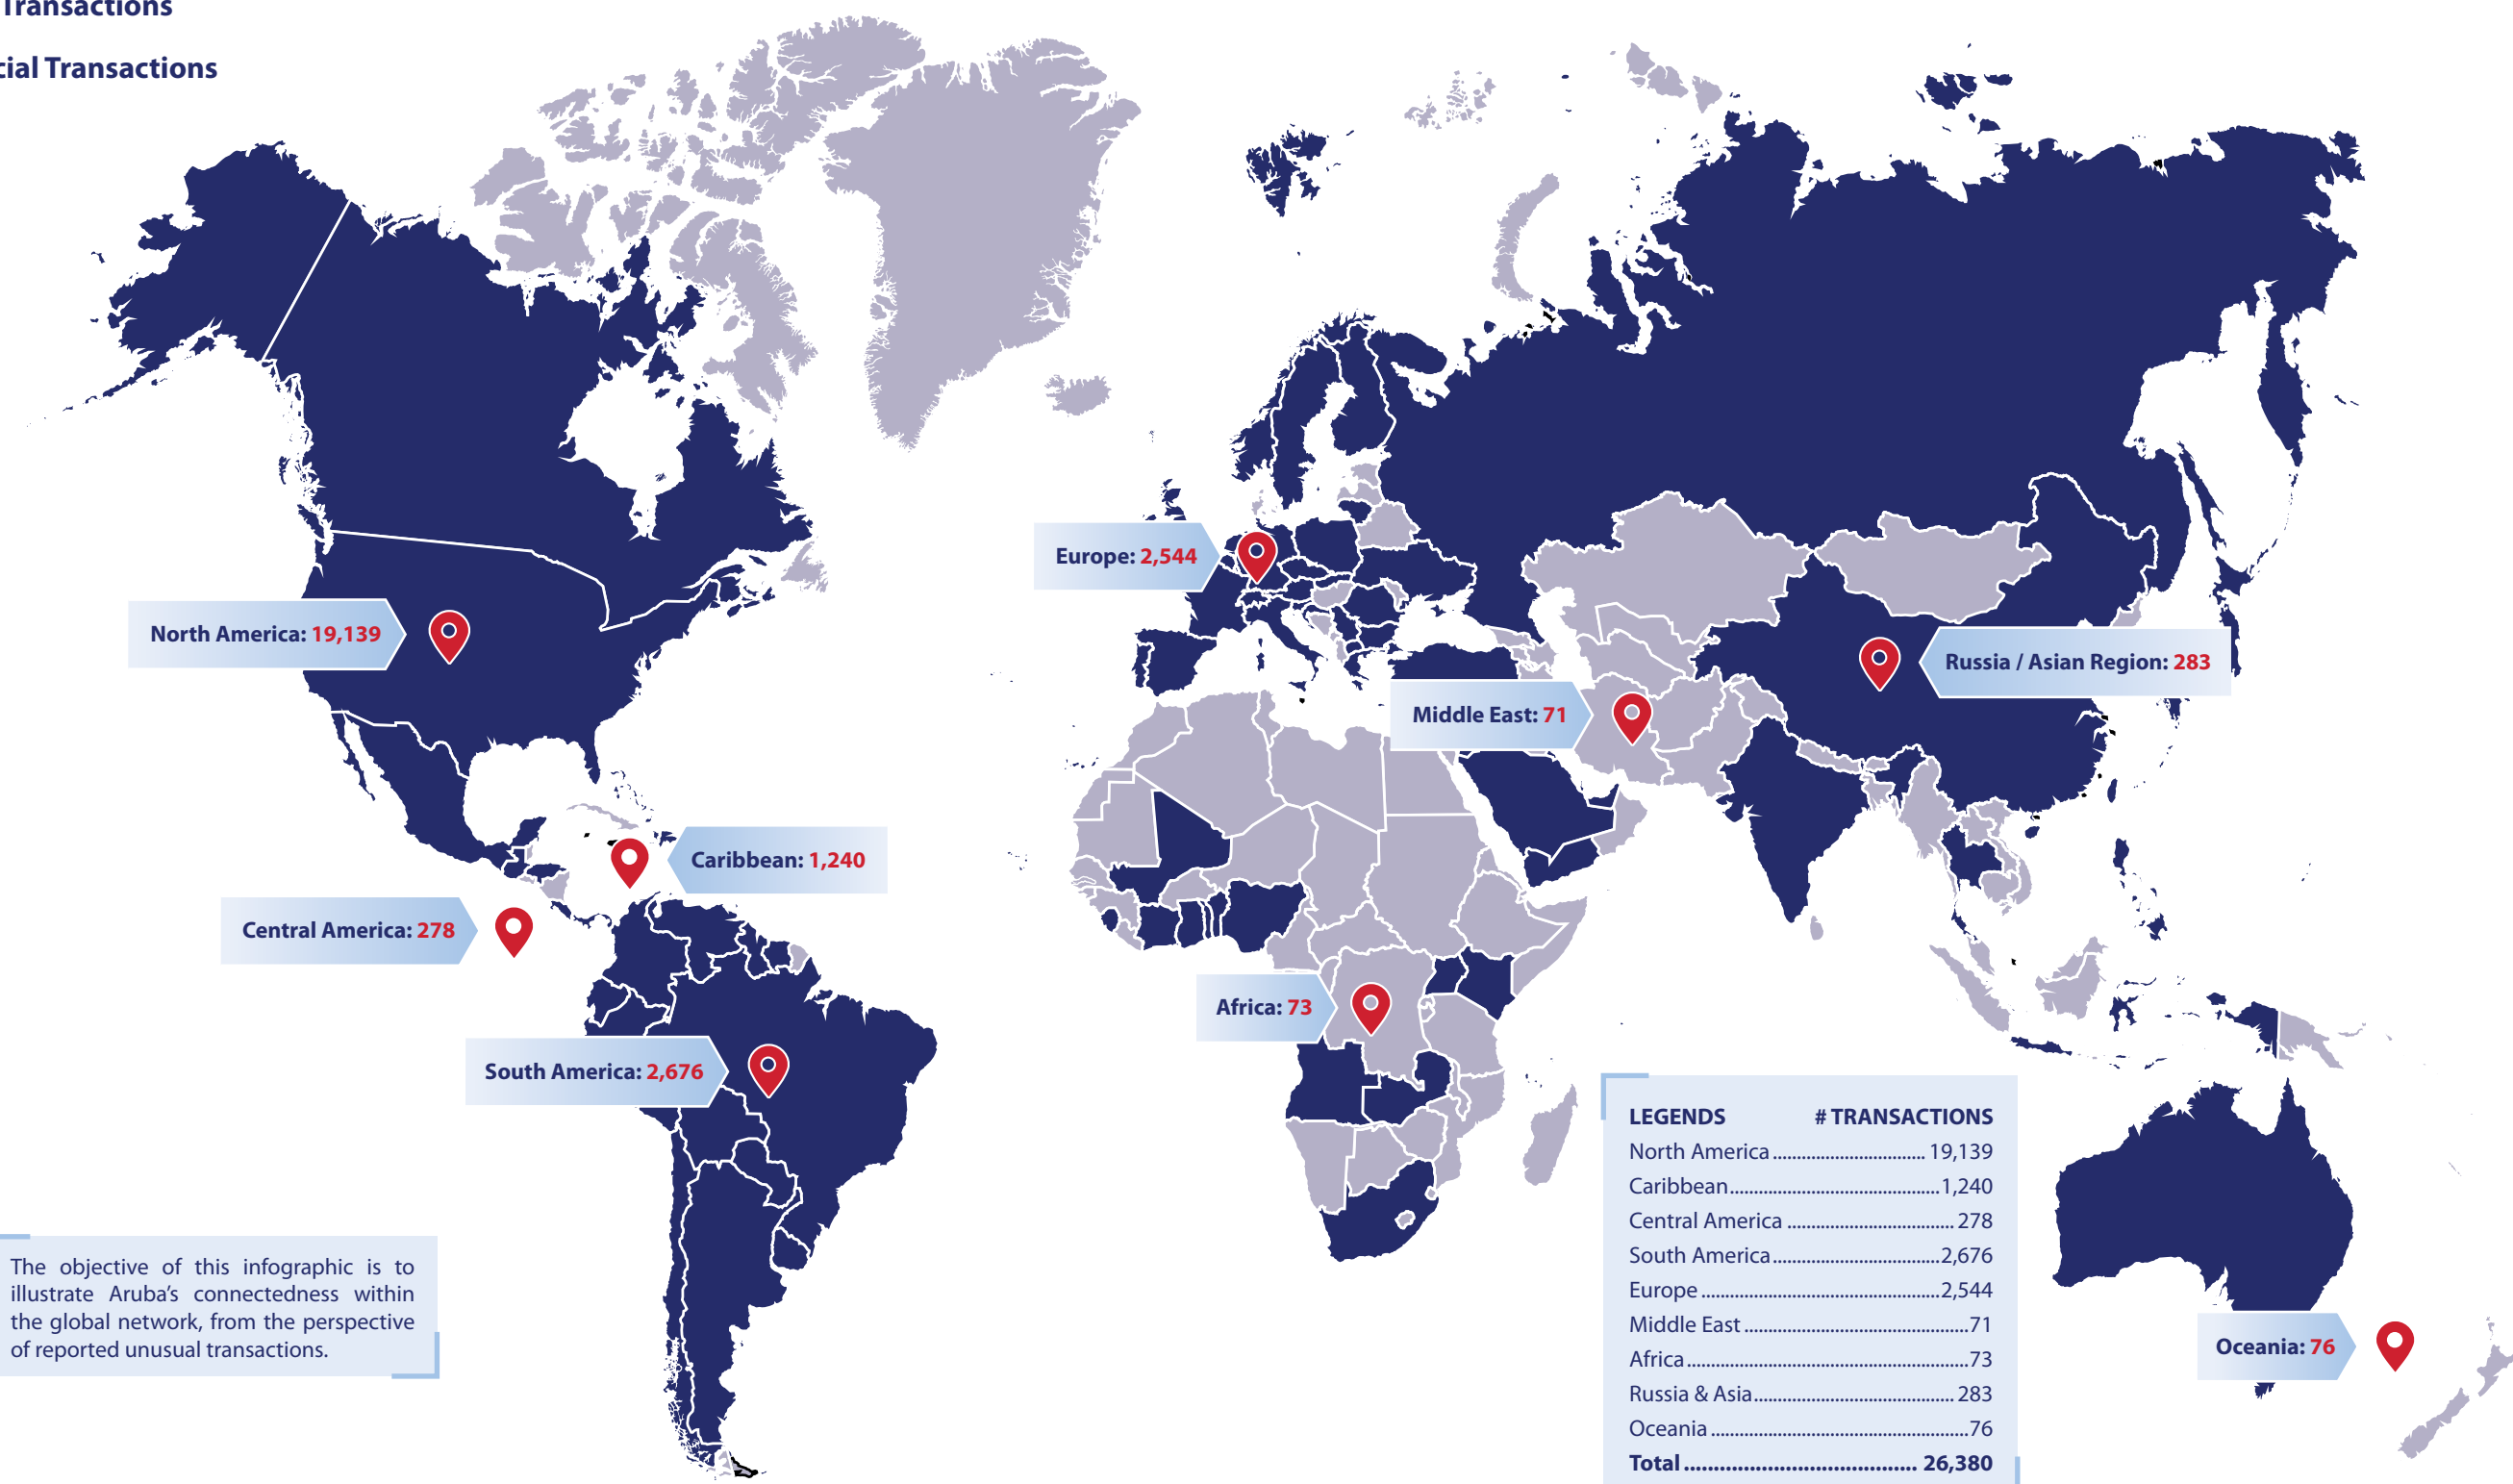 Transactions
cial Transactions
Europe: 2,544
North America: 19,139
Russia / Asian Region: 283
Middle East: 71
Caribbean: 1,240
Central America: 278
Africa: 73
South America: 2,676
LEGENDS # TRANSACTIONS
North America 19,139
Caribbean 1,240
Central America 278
South America 2,676
Europe 2,544
Middle East 71
Africa 73
Russia & Asia 283
Oceania 76
Total 26,380
The objective of this infographic is to
illustrate Aruba’s connectedness within
the global network, from the perspective
of reported unusual transactions.
Oceania: 76